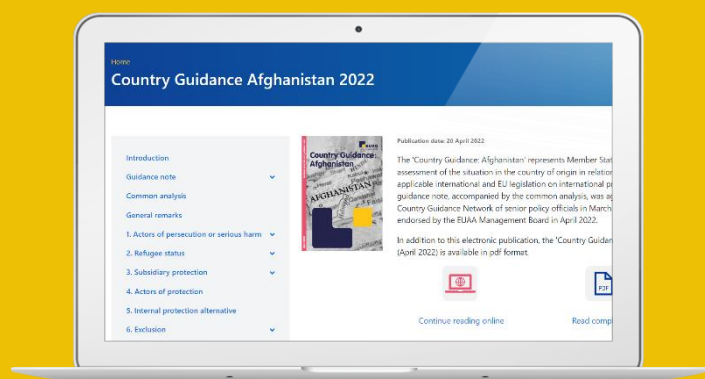 Home
Country Guidance Afghanistan 2022
Introduction
Guidance note
Common analysis
General remarks
1. Actors of persecution or serious harm
2. Refugee status
3. Subsidiary protection
4. Actors of protection
5. Internal protection alternative
6. Exclusion
Country Guidance:
Afghanistan
AFGHANISTAN
Publication date: 20 April 2022
The 'Country Guidance: Afghanistan' represents Member Stat
assessment of the situation in the country of origin in relation
applicable international and EU legislation on international pr
guidance note, accompanied by the common analysis, was ag
Country Guidance Network of senior policy officials in March
endorsed by the EUAA Management Board in April 2022.
In addition to this electronic publication, the 'Country Guidan
(April 2022) is available in pdf format.
PDF
Continue reading online
Read comp